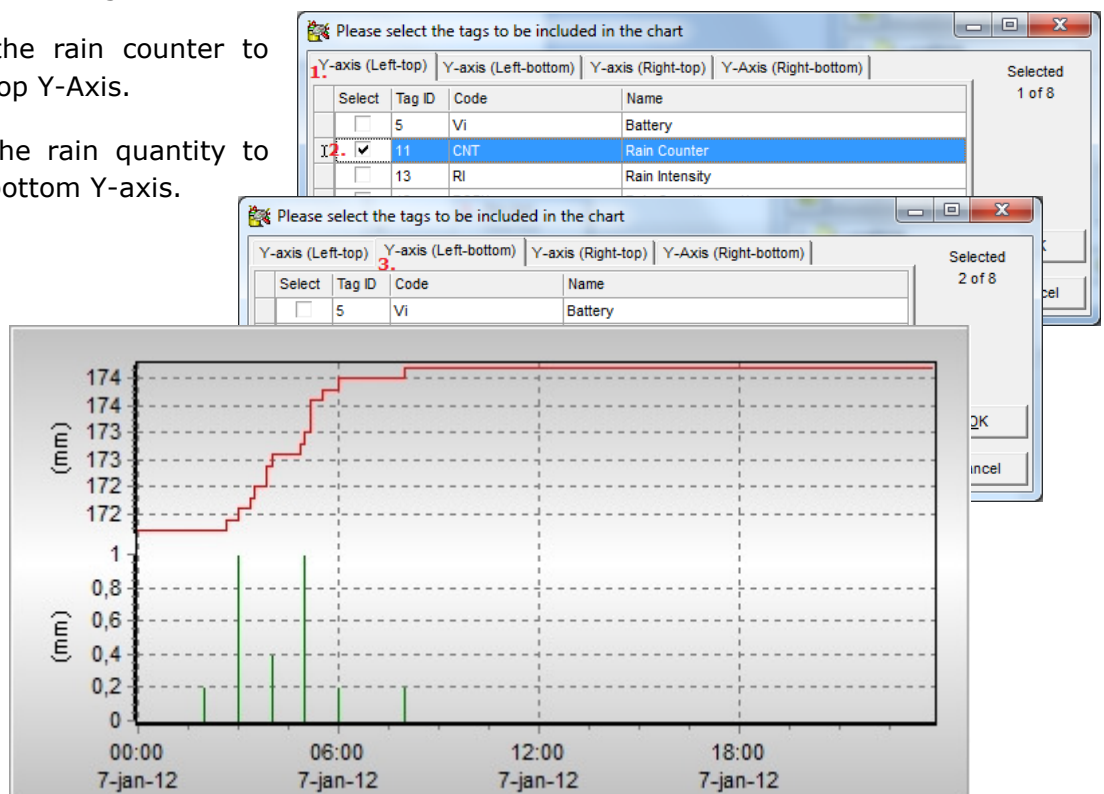 the rain counter to
op Y-Axis.
the rain quantity to
bottom Y-axis.
Please select the tags to be included in the chart
1. Y-axis (Left-top) Y-axis (Left-bottom) Y-axis (Right-top) Y-Axis (Right-bottom)
Selected
1 of 8
Select Tag ID Code Name
5 Vi Battery
2. 11 CNT Rain Counter
13 RI Rain Intensity
Please select the tags to be included in the chart
Y-axis (Left-top) 3. Y-axis (Left-bottom) Y-axis (Right-top) Y-Axis (Right-bottom)
Selected
2 of 8
Select Tag ID Code Name
5 Vi Battery
cel
OK
ncel
174
174
173
173
172
172
(mm)
1
0,8
0,6
0,4
0,2
0
(mm)
00:00 06:00 12:00 18:00
7-jan-12 7-jan-12 7-jan-12 7-jan-12